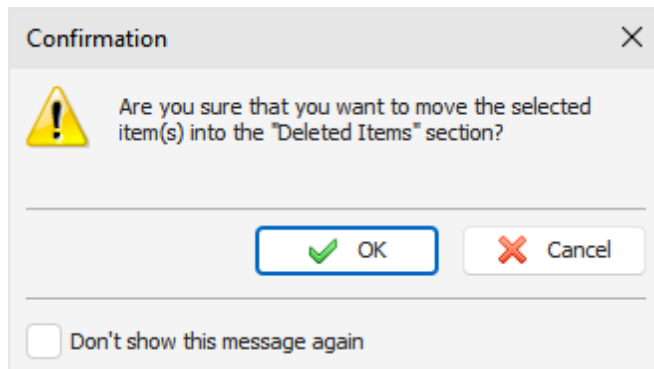 Confirmation
Are you sure that you want to move the selected
item(s) into the "Deleted Items" section?
OK
Cancel
Don't show this message again